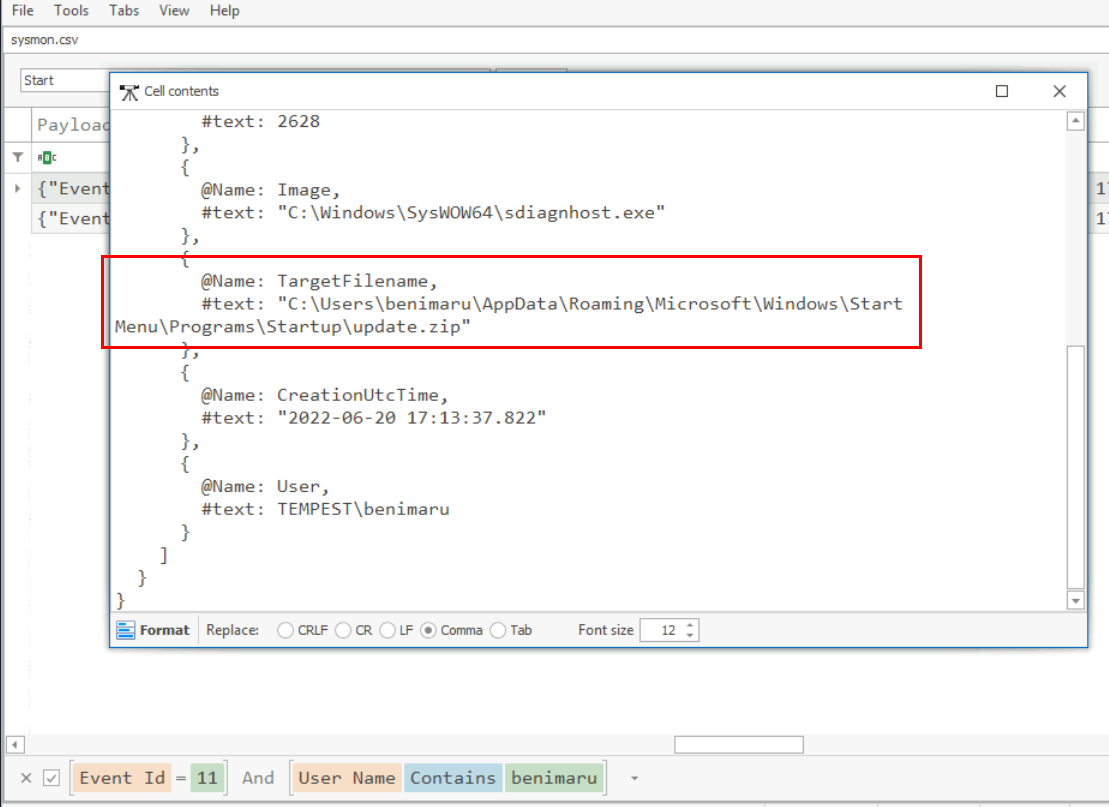 File Tools Tabs View Help
sysmon.csv
Start
Cell contents
Payload
#text: 2628
},
{
@Name: Image,
{"Event
#text: "C:\Windows\SysWOW64\sdiagnhost.exe"
{"Event
},
{
@Name: TargetFilename,
#text: "C:\Users\benimaru\AppData\Roaming\Microsoft\Windows\Start
Menu\Programs\Startup\update.zip"
},
{
@Name: CreationUtcTime,
#text: "2022-06-20 17:13:37.822"
},
{
@Name: User,
#text: TEMPEST\benimaru
}
]
}
}
Format Replace: CRLF CR LF Comma Tab Font size 12
Event Id = 11 And User Name Contains benimaru